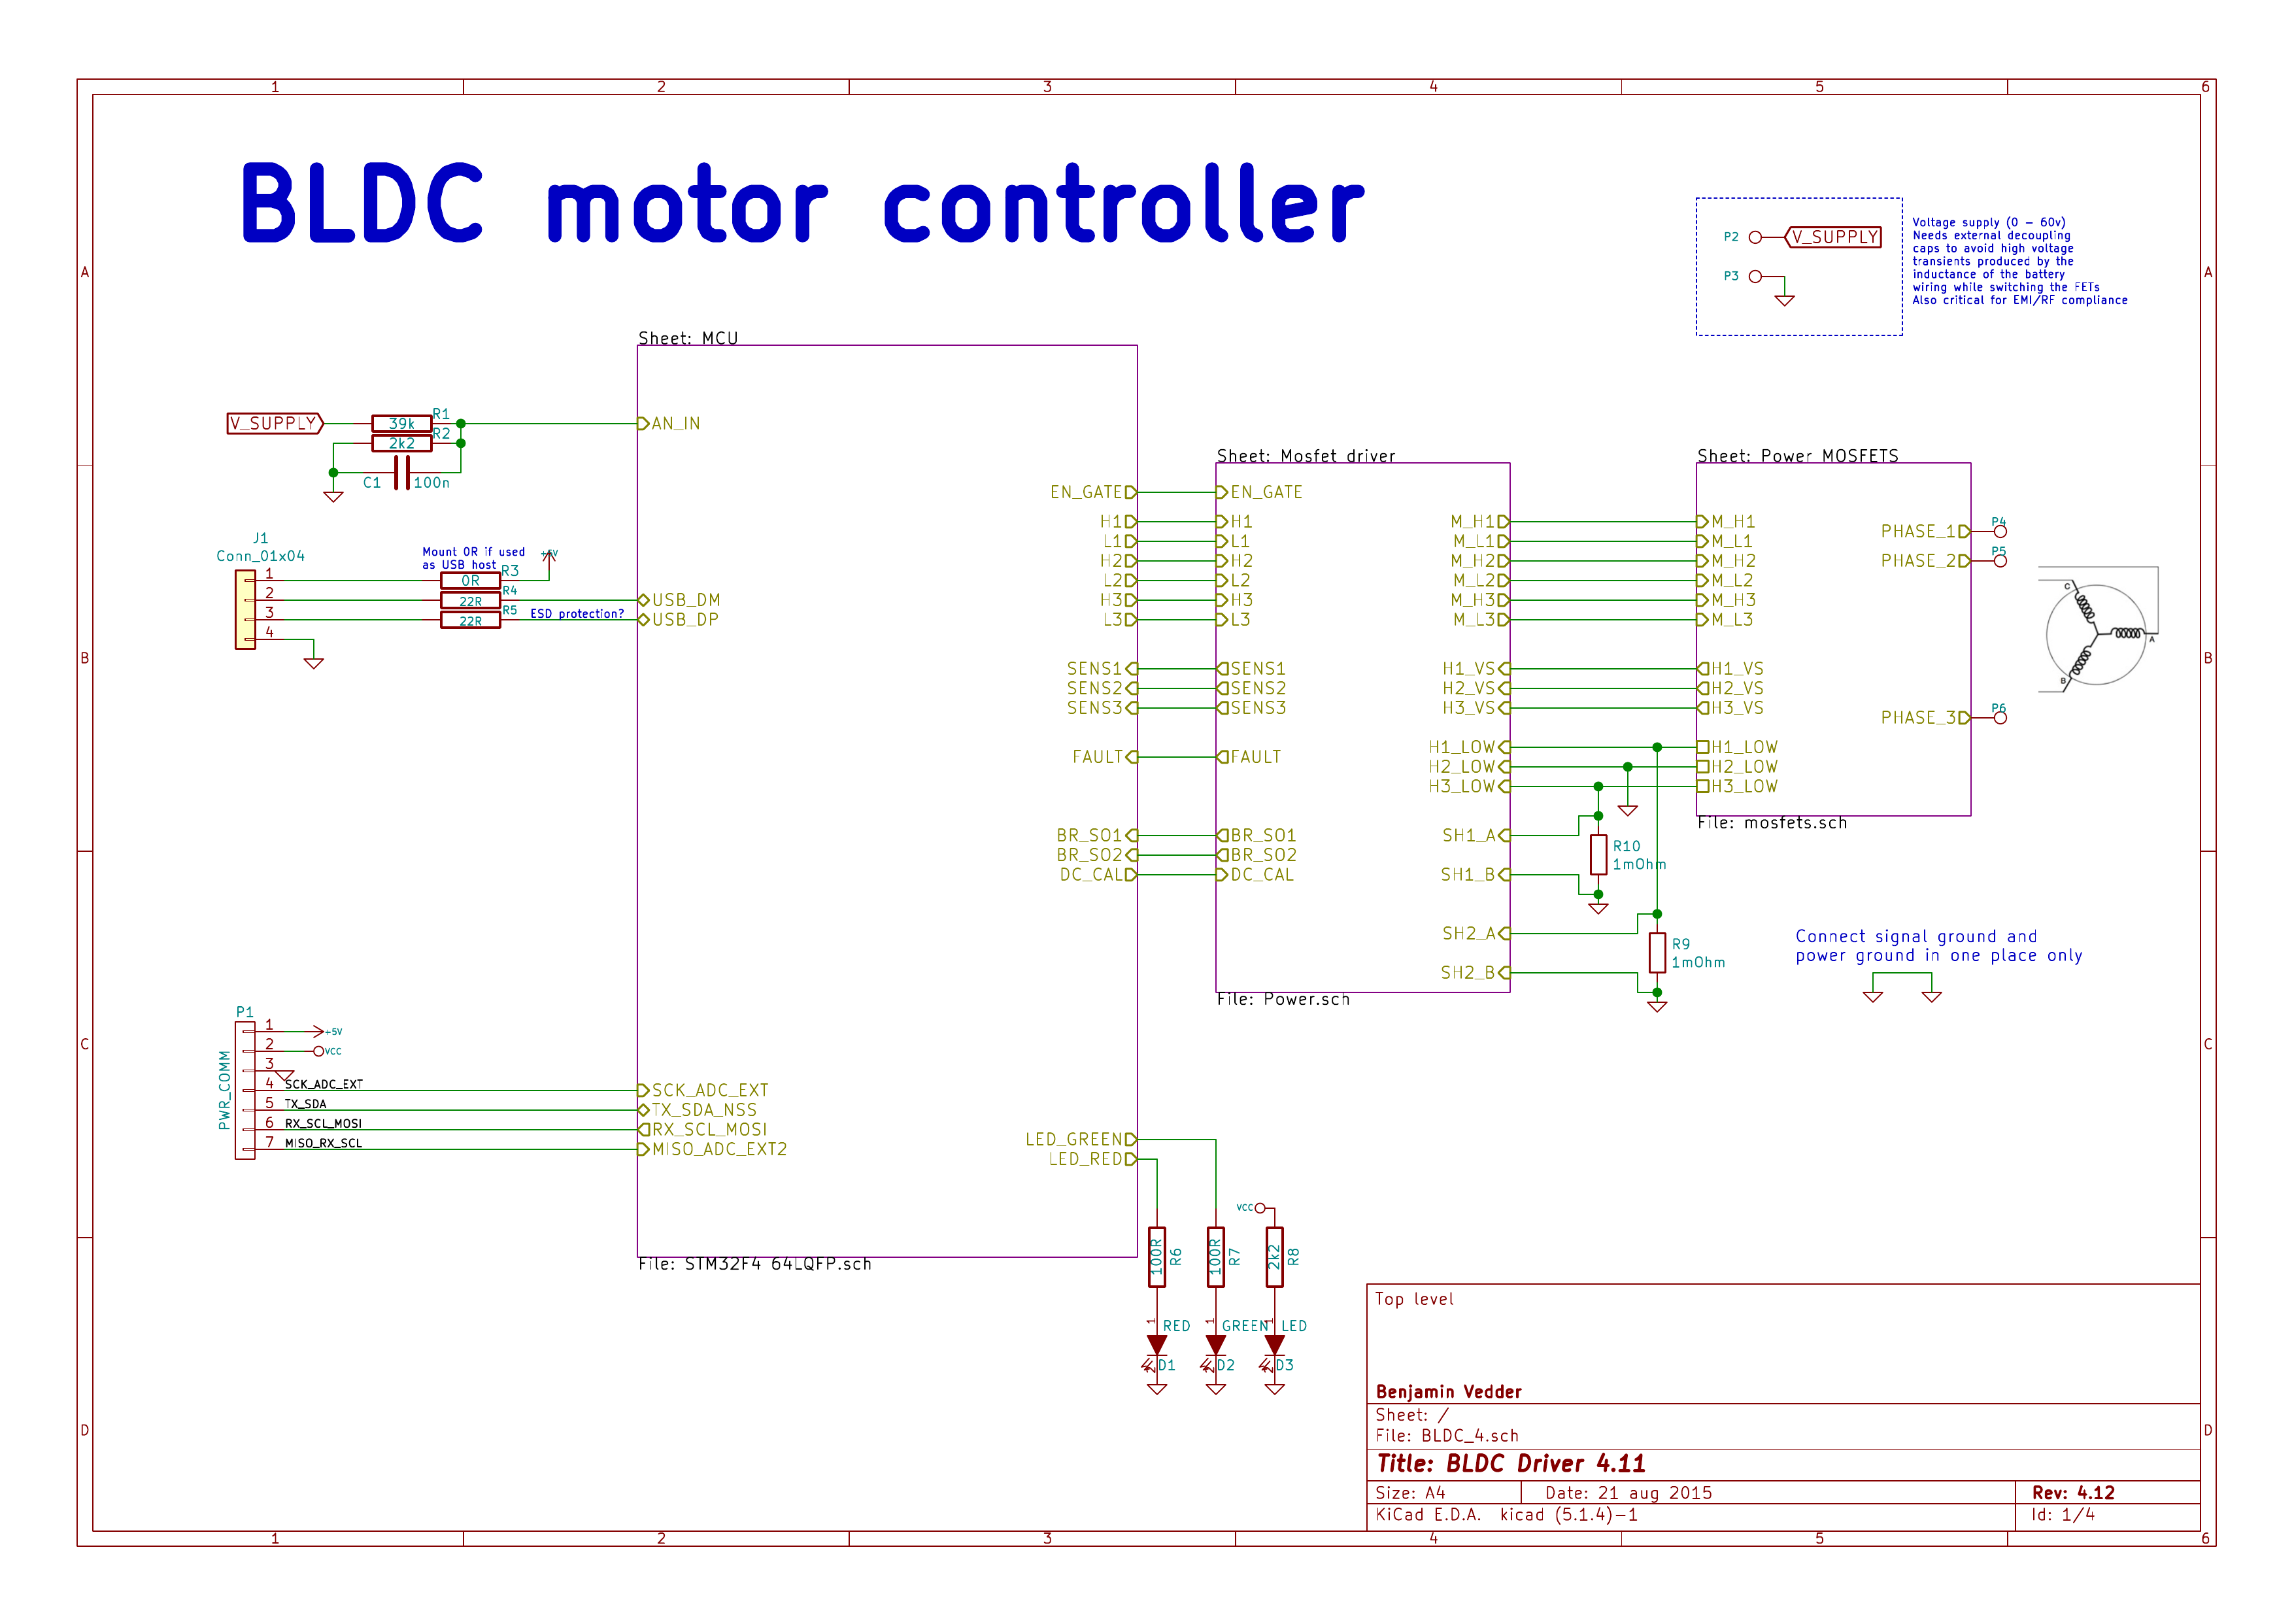 1 2 3 4 5 6
A
B
C
D
A
B
C
D
BLDC motor controller
P2 V_SUPPLY
P3
Voltage supply (0 - 60v)
Needs external decoupling
caps to avoid high voltage
transients produced by the
inductance of the battery
wiring while switching the FETs
Also critical for EMI/RF compliance
V_SUPPLY
39k R1
2k2 R2
C1 100n
J1
Conn_01x04
1
2
3
4
Mount 0R if used
as USB host
+5V
0R R3
22R R4
22R R5
ESD protection?
P1
PWR_COMM
1 +5V
2 VCC
3
4 SCK_ADC_EXT
5 TX_SDA
6 RX_SCL_MOSI
7 MISO_RX_SCL
Sheet: MCU
AN_IN
USB_DM
USB_DP
SCK_ADC_EXT
TX_SDA_NSS
RX_SCL_MOSI
MISO_ADC_EXT2
EN_GATE
H1
L1
H2
L2
H3
L3
SENS1
SENS2
SENS3
FAULT
BR_SO1
BR_SO2
DC_CAL
LED_GREEN
LED_RED
File: STM32F4 64LQFP.sch
Sheet: Mosfet driver
EN_GATE
H1
L1
H2
L2
H3
L3
SENS1
SENS2
SENS3
FAULT
BR_SO1
BR_SO2
DC_CAL
M_H1
M_L1
M_H2
M_L2
M_H3
M_L3
H1_VS
H2_VS
H3_VS
H1_LOW
H2_LOW
H3_LOW
SH1_A
SH1_B
SH2_A
SH2_B
File: Power.sch
R10
1mOhm
R9
1mOhm
Sheet: Power MOSFETS
M_H1
M_L1
M_H2
M_L2
M_H3
M_L3
H1_VS
H2_VS
H3_VS
H1_LOW
H2_LOW
H3_LOW
PHASE_1
PHASE_2
PHASE_3
File: mosfets.sch
P4
P5
P6
C
A
B
Connect signal ground and
power ground in one place only
VCC
100R R6
100R R7
2k2 R8
1 RED
1 GREEN
1 LED
2 D1
2 D2
2 D3
Top level
Benjamin Vedder
Sheet: /
File: BLDC_4.sch
Title: BLDC Driver 4.11
Size: A4 Date: 21 aug 2015 Rev: 4.12
KiCad E.D.A. kicad (5.1.4)-1 Id: 1/4
1 2 3 4 5 6